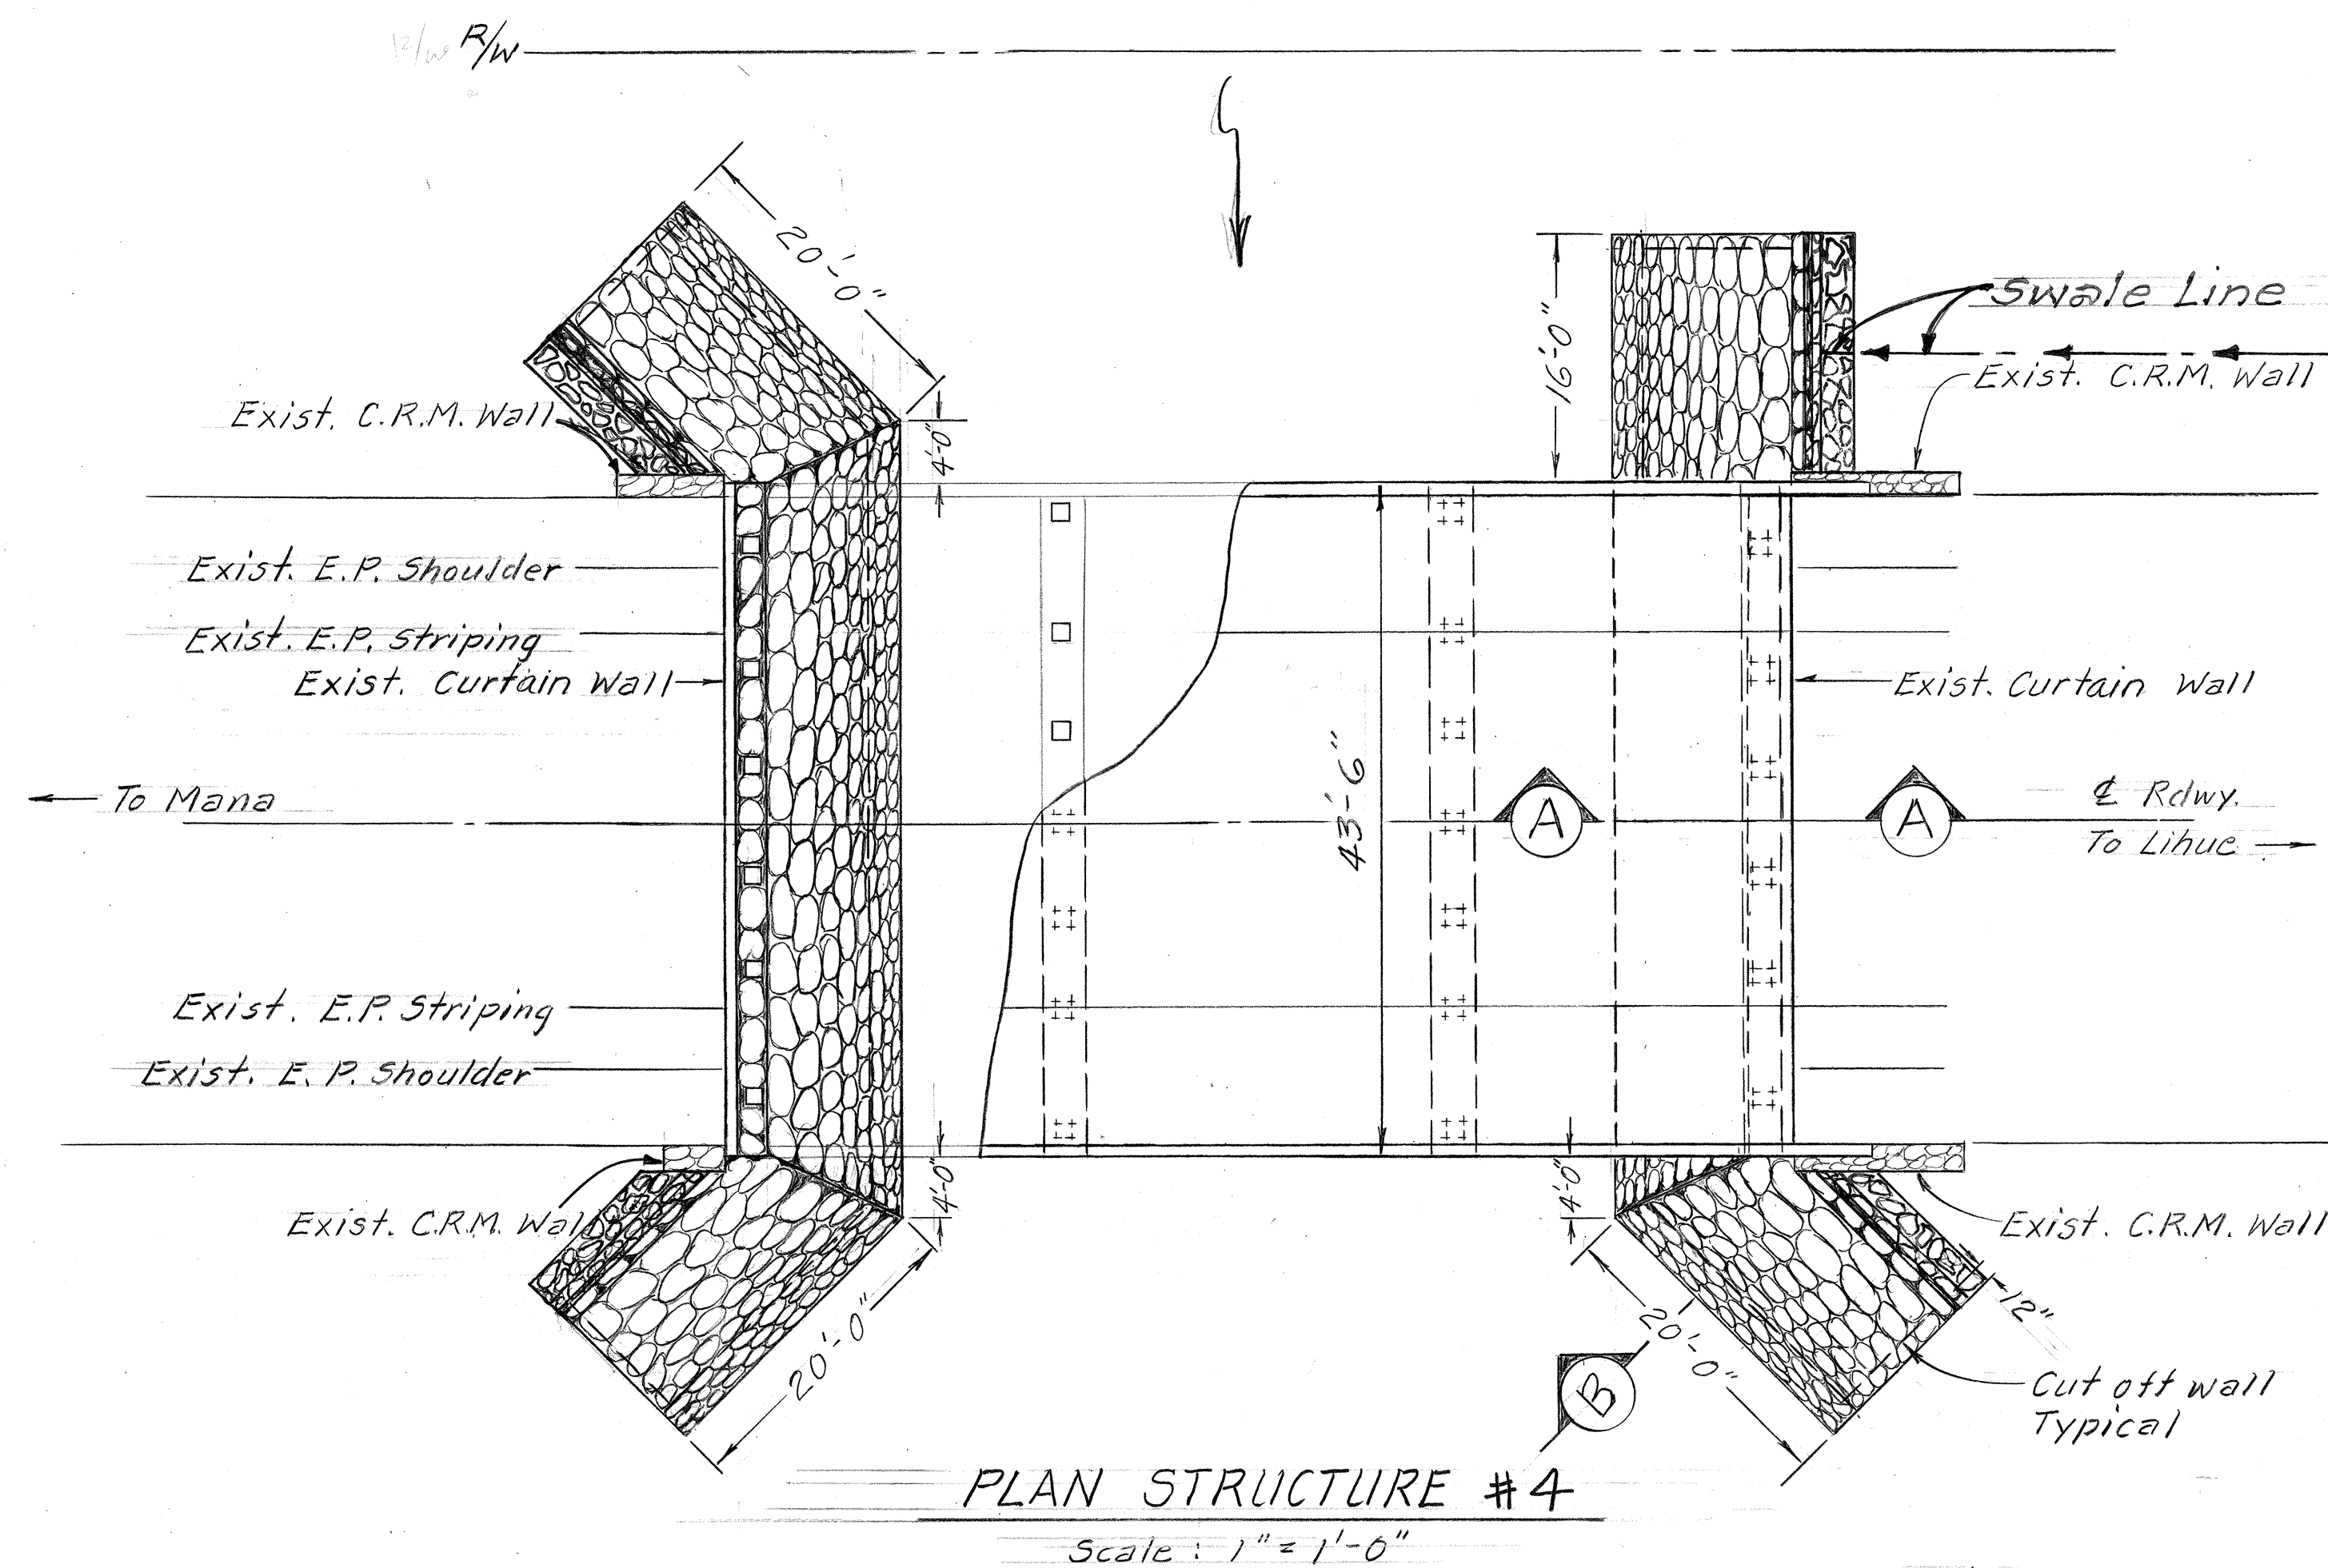 R/W R/W
20'-0"
16'-0"
Swale Line
Exist. C.R.M. Wall
Exist. C.R.M. Wall
4'-0"
Exist. E.P. Shoulder
Exist. E.P. Striping
Exist. Curtain Wall
Exist. Curtain Wall
43'-6"
To Mana
A
A
℄ Rdwy.
To Lihue
Exist. E.P. Striping
Exist. E.P. Shoulder
4'-0"
4'-0"
Exist. C.R.M. Wall
Exist. C.R.M. Wall
20'-0"
20'-0"
12"
B
Cut off wall
Typical
PLAN STRUCTURE #4
Scale : 1" = 1'-0"